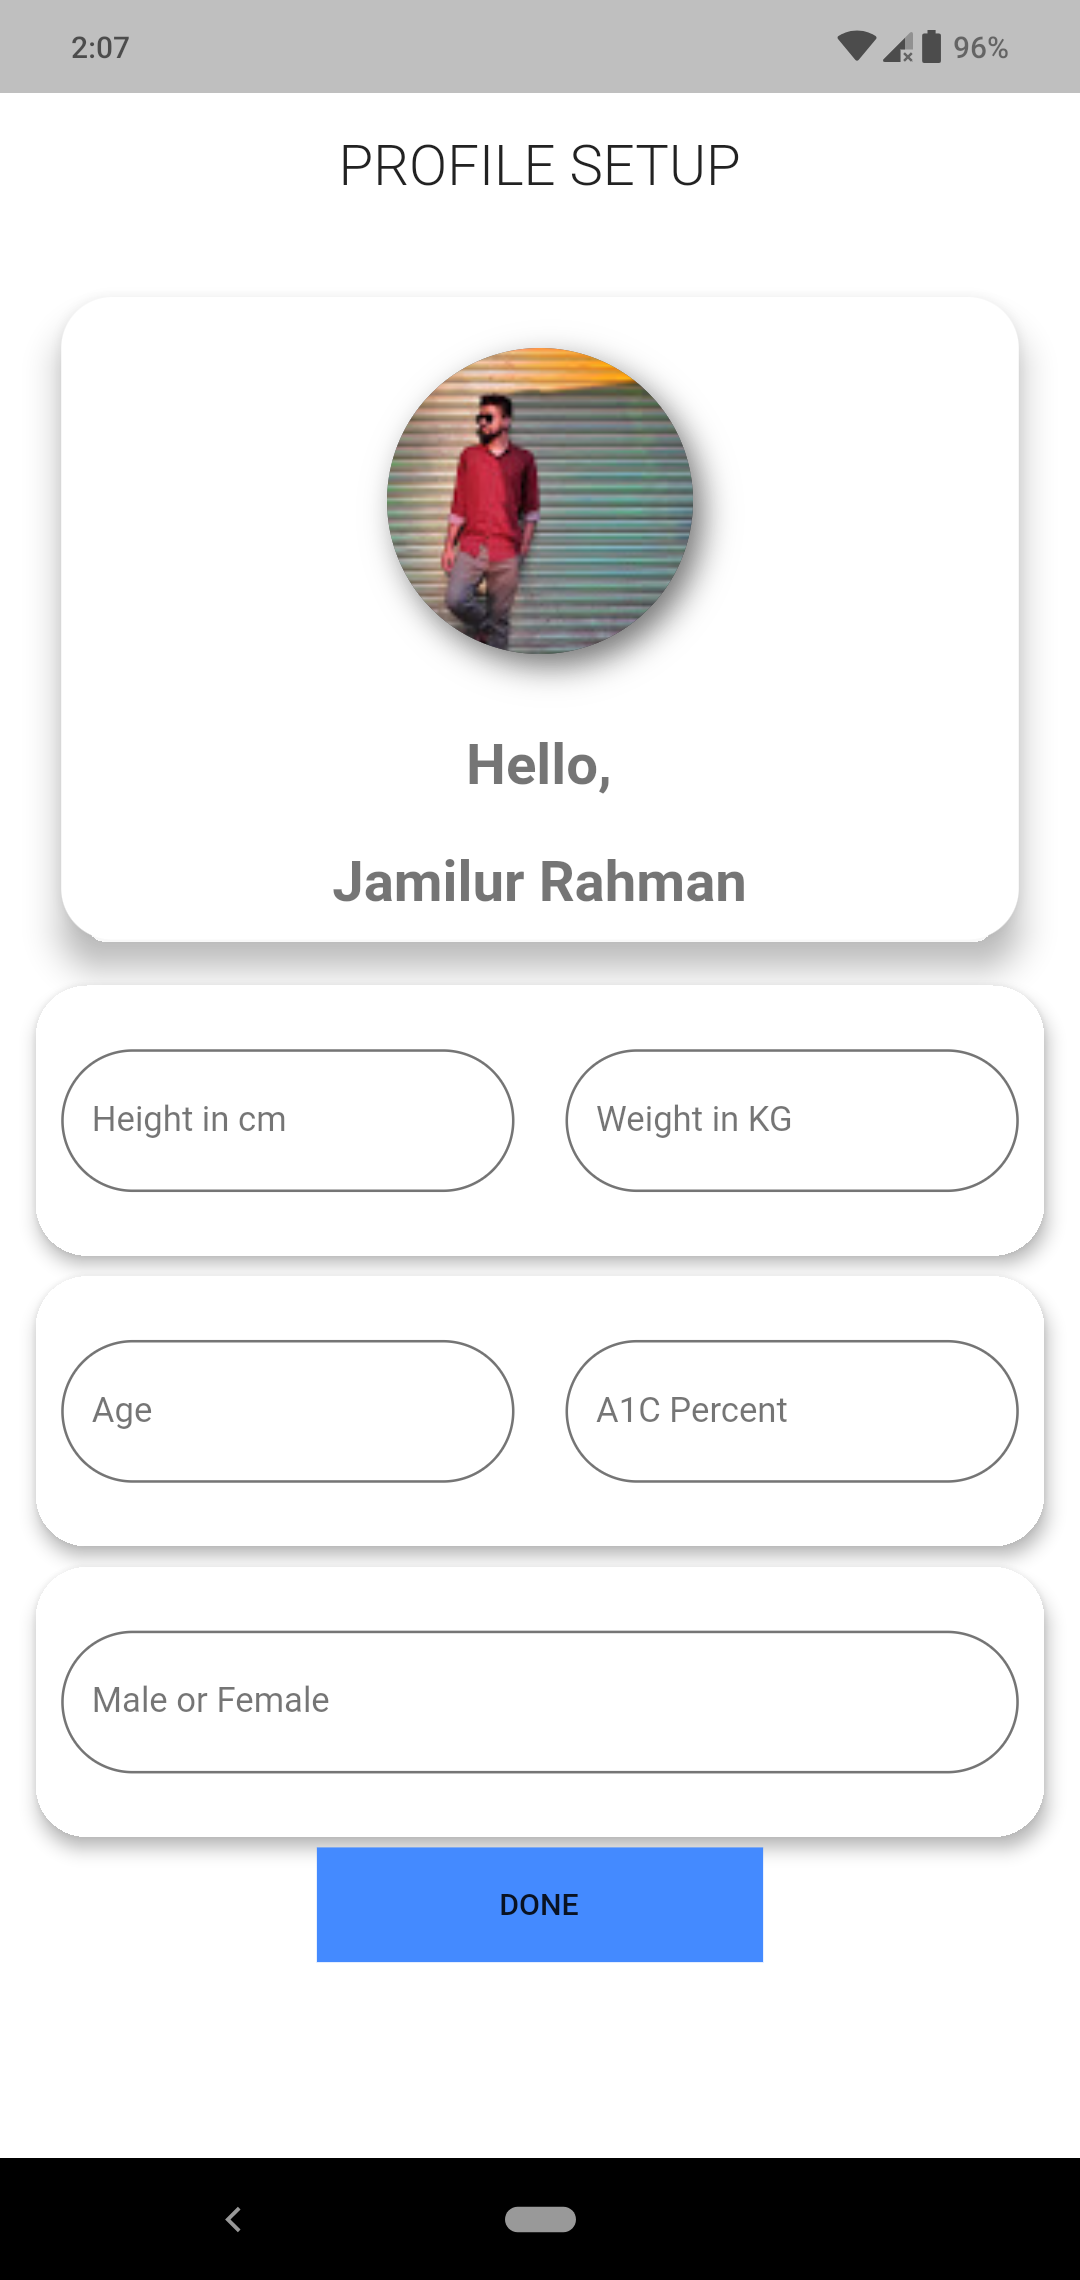 2:07
96%
PROFILE SETUP
Hello,
Jamilur Rahman
Height in cm
Weight in KG
Age
A1C Percent
Male or Female
DONE